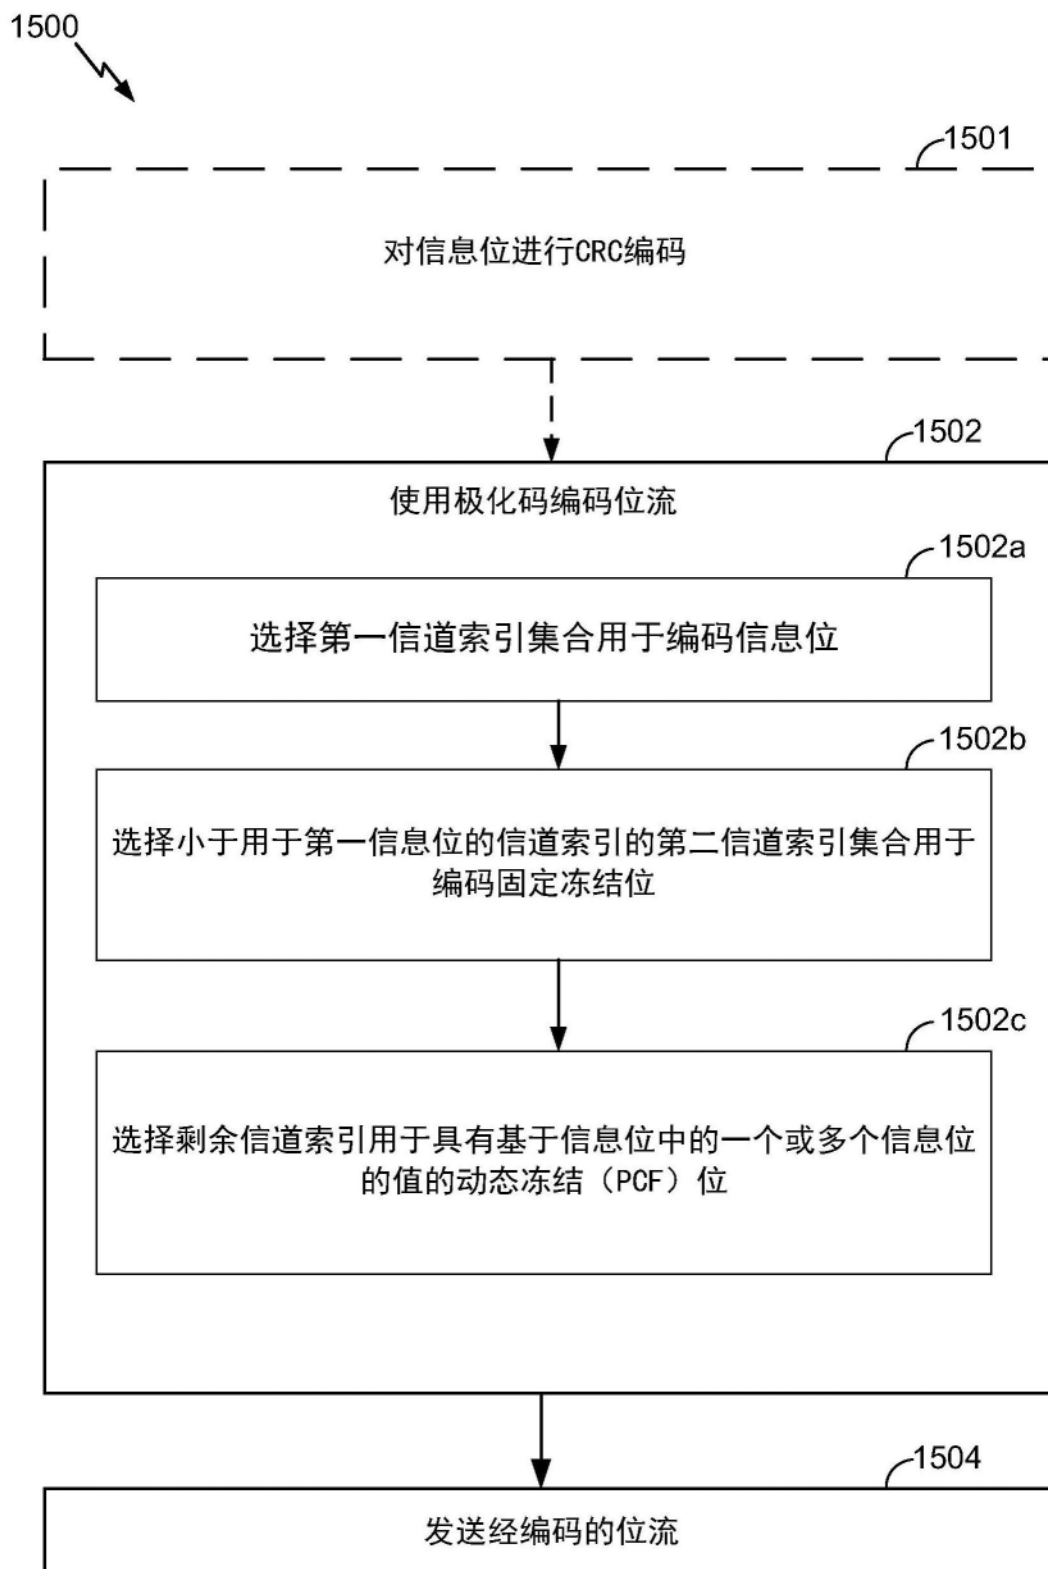 1500
1501
对信息位进行CRC编码
1502
使用极化码编码位流
1502a
选择第一信道索引集合用于编码信息位
1502b
选择小于用于第一信息位的信道索引的第二信道索引集合用于
编码固定冻结位
1502c
选择剩余信道索引用于具有基于信息位中的一个或多个信息位
的值的动态冻结（PCF）位
1504
发送经编码的位流